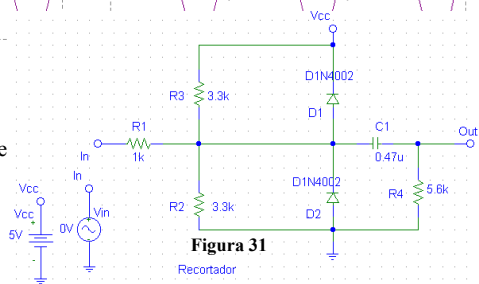 Vcc
D1N4002
R3 3.3k
D1
R1
C1
Out
In
1k
0.47u
e
In
D1N4002
R4 5.6k
Vcc
R2 3.3k
D2
Vcc
Vin
+
5V
0V
-
Figura 31
Recortador